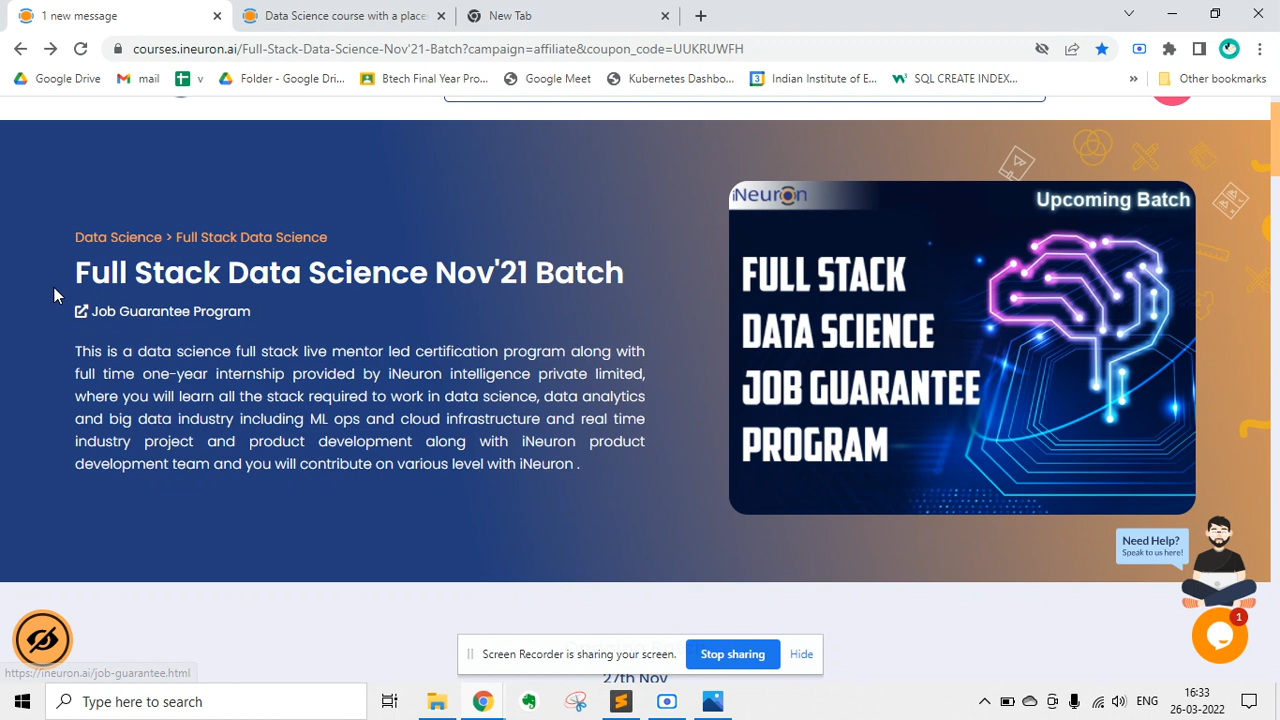 1 new message
Data Science course with a place
New Tab
courses.ineuron.ai/Full-Stack-Data-Science-Nov'21-Batch?campaign=affiliate&coupon_code=UUKRUWFH
Google Drive
mail
v
Folder - Google Dri...
Btech Final Year Pro...
Google Meet
Kubernetes Dashbo...
Indian Institute of E...
SQL CREATE INDEX...
»
Other bookmarks
iNeuron
Upcoming Batch
Data Science > Full Stack Data Science
Full Stack Data Science Nov'21 Batch
Job Guarantee Program
This is a data science full stack live mentor led certification program along with
full time one-year internship provided by iNeuron intelligence private limited,
where you will learn all the stack required to work in data science, data analytics
and big data industry including ML ops and cloud infrastructure and real time
industry project and product development along with iNeuron product
development team and you will contribute on various level with iNeuron .
FULL STACK
DATA SCIENCE
JOB GUARANTEE
PROGRAM
Need Help?
Speak to us here!
1
Screen Recorder is sharing your screen.
Stop sharing
Hide
27th Nov
https://ineuron.ai/job-guarantee.html
Type here to search
ENG
16:33
26-03-2022